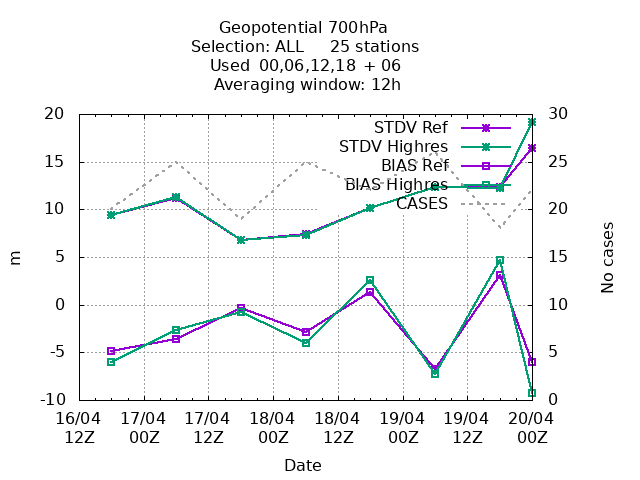 Geopotential 700hPa
Selection: ALL 25 stations
Used 00,06,12,18 + 06
Averaging window: 12h
20 30
STDV Ref
STDV Highres
15 25
BIAS Ref
BIAS Highres
CASES
10 20
5 15
m
No cases
0 10
-5 5
-10 0
16/04 17/04 17/04 18/04 18/04 19/04 19/04 20/04
12Z 00Z 12Z 00Z 12Z 00Z 12Z 00Z
Date